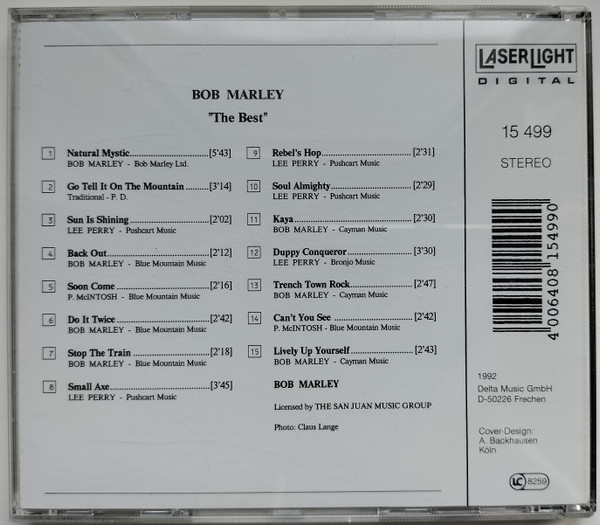 BOB MARLEY
"The Best"
1 Natural Mystic..........................[5'43]
BOB MARLEY - Bob Marley Ltd.
2 Go Tell It On The Mountain ........[3'14]
Traditional - P. D.
3 Sun Is Shining..........................[2'02]
LEE PERRY - Pushcart Music
4 Back Out..................................[2'12]
BOB MARLEY - Blue Mountain Music
5 Soon Come..............................[2'16]
P. McINTOSH - Blue Mountain Music
6 Do It Twice..............................[2'42]
BOB MARLEY - Blue Mountain Music
7 Stop The Train ........................[2'18]
BOB MARLEY - Blue Mountain Music
8 Small Axe................................[3'45]
LEE PERRY - Pushcart Music
9 Rebel's Hop............................. [2'31]
LEE PERRY - Pushcart Music
10 Soul Almighty..........................[2'29]
LEE PERRY - Pushcart Music
11 Kaya......................................[2'30]
BOB MARLEY - Cayman Music
12 Duppy Conqueror....................[3'30]
LEE PERRY - Bronjo Music
13 Trench Town Rock..................[2'47]
BOB MARLEY - Cayman Music
14 Can't You See ........................[2'42]
P. McINTOSH - Blue Mountain Music
15 Lively Up Yourself..................[2'43]
BOB MARLEY - Cayman Music
BOB MARLEY
Licensed by THE SAN JUAN MUSIC GROUP
Photo: Claus Lange
LASERLIGHT
DIGITAL
15 499
STEREO
4 006408 154990
1992
Delta Music GmbH
D-50226 Frechen
Cover-Design:
A. Backhausen
Köln
LC 8259